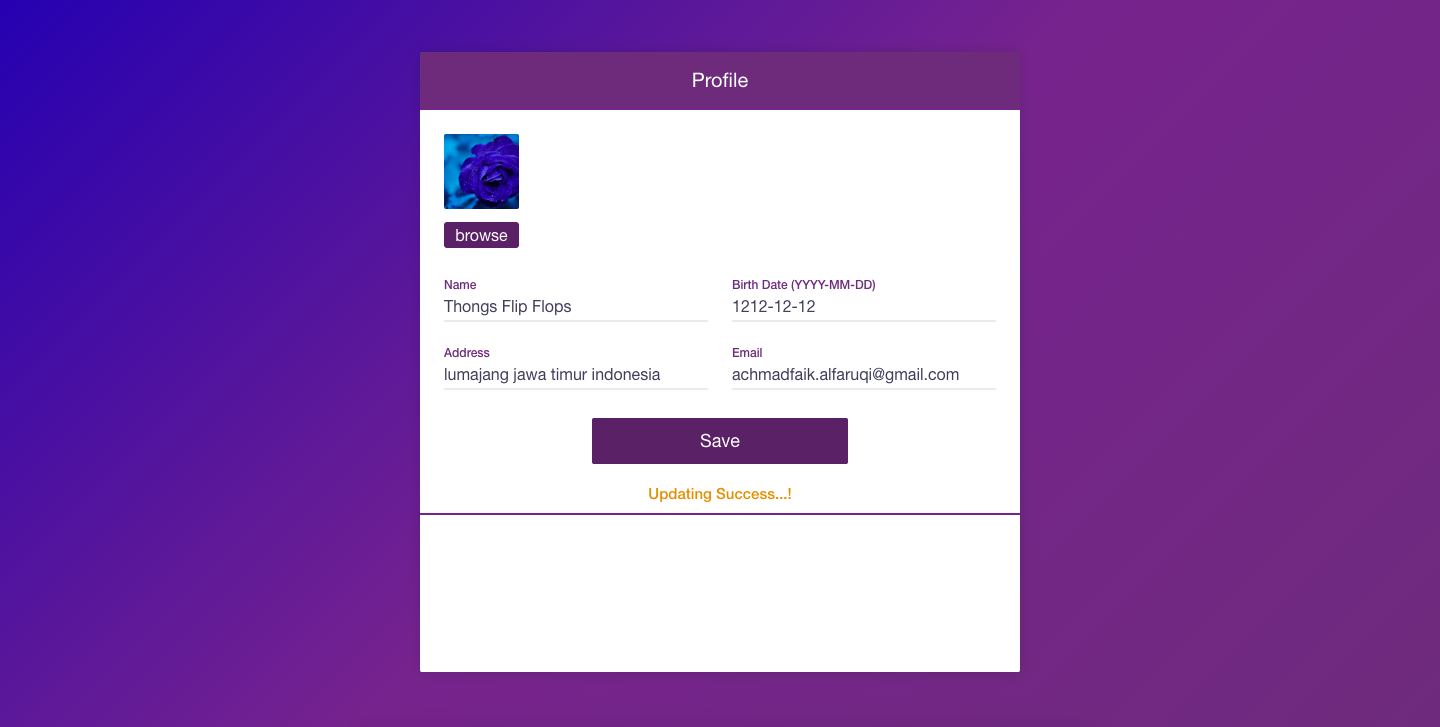 Profile
browse
Name
Thongs Flip Flops
Birth Date (YYYY-MM-DD)
1212-12-12
Address
lumajang jawa timur indonesia
Email
achmadfaik.alfaruqi@gmail.com
Save
Updating Success...!